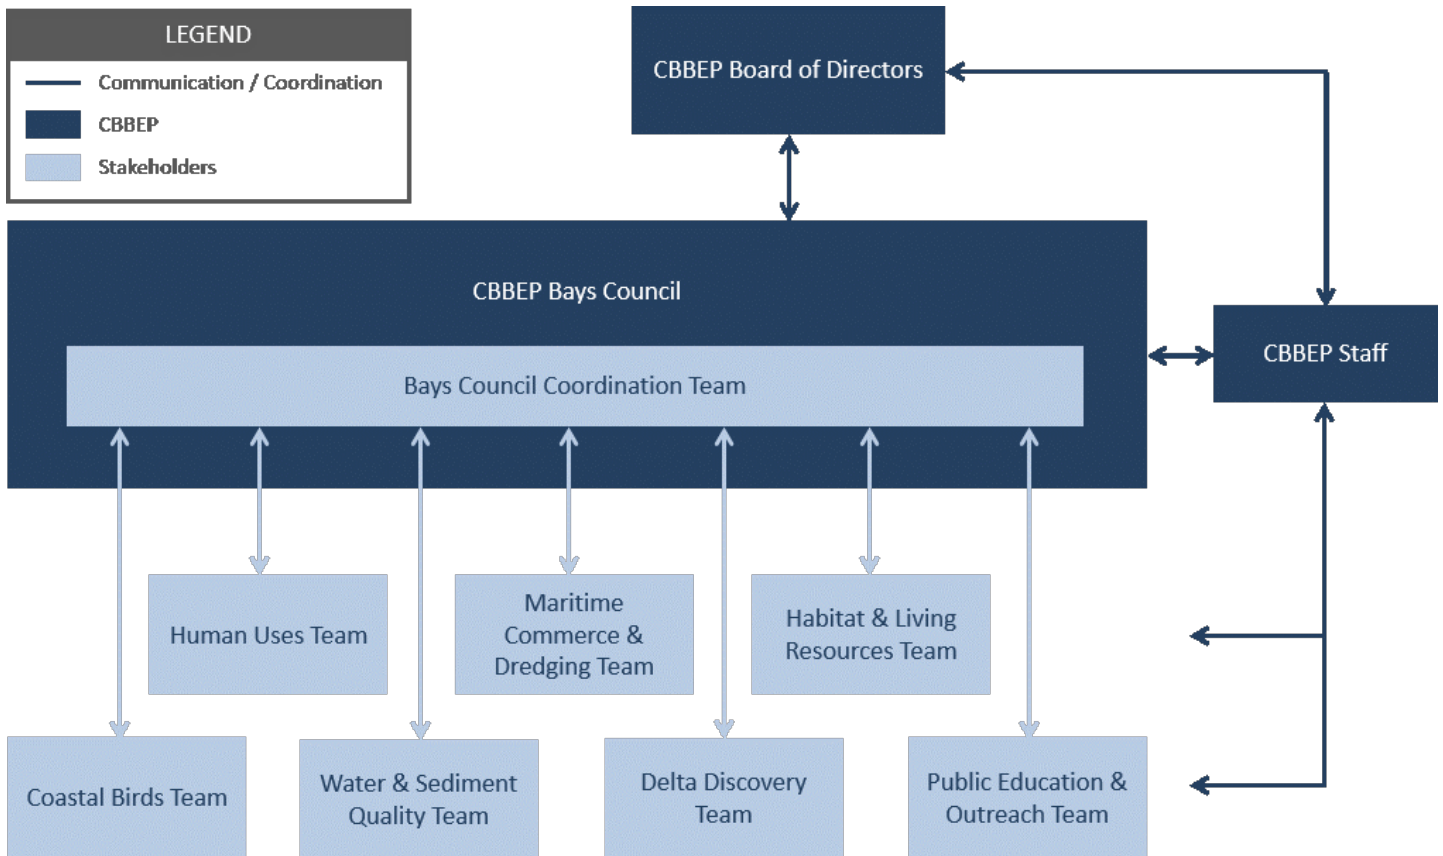 LEGEND
Communication / Coordination
CBBEP
Stakeholders
CBBEP Board of Directors
CBBEP Bays Council
CBBEP Staff
Bays Council Coordination Team
Human Uses Team
Maritime
Commerce &
Dredging Team
Habitat & Living
Resources Team
Coastal Birds Team
Water & Sediment
Quality Team
Delta Discovery
Team
Public Education &
Outreach Team